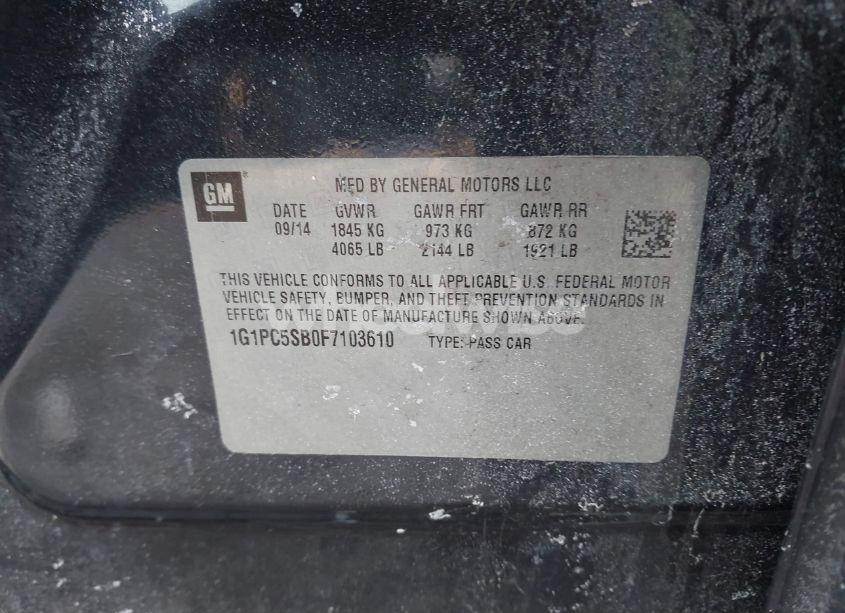 GM
MFD BY GENERAL MOTORS LLC
DATE GVWR GAWR FRT GAWR RR
09/14 1845 KG 973 KG 872 KG
4065 LB 2144 LB 1921 LB
THIS VEHICLE CONFORMS TO ALL APPLICABLE U.S. FEDERAL MOTOR
VEHICLE SAFETY, BUMPER, AND THEFT PREVENTION STANDARDS IN
EFFECT ON THE DATE OF MANUFACTURE SHOWN ABOVE.
1G1PC5SB0F7103610 TYPE: PASS CAR